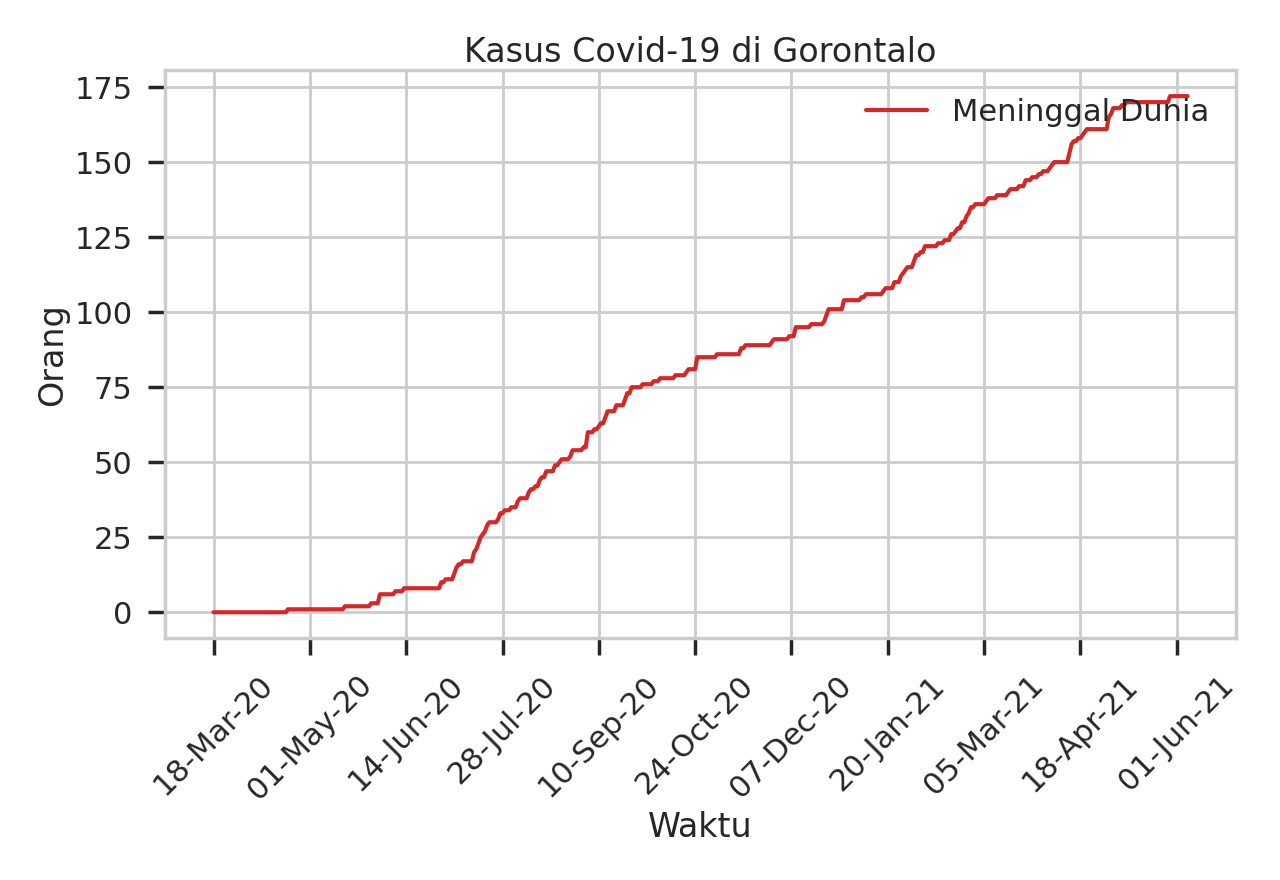 Kasus Covid-19 di Gorontalo
Meninggal Dunia
Orang
175
150
125
100
75
50
25
0
18-Mar-20
01-May-20
14-Jun-20
28-Jul-20
10-Sep-20
24-Oct-20
07-Dec-20
20-Jan-21
05-Mar-21
18-Apr-21
01-Jun-21
Waktu